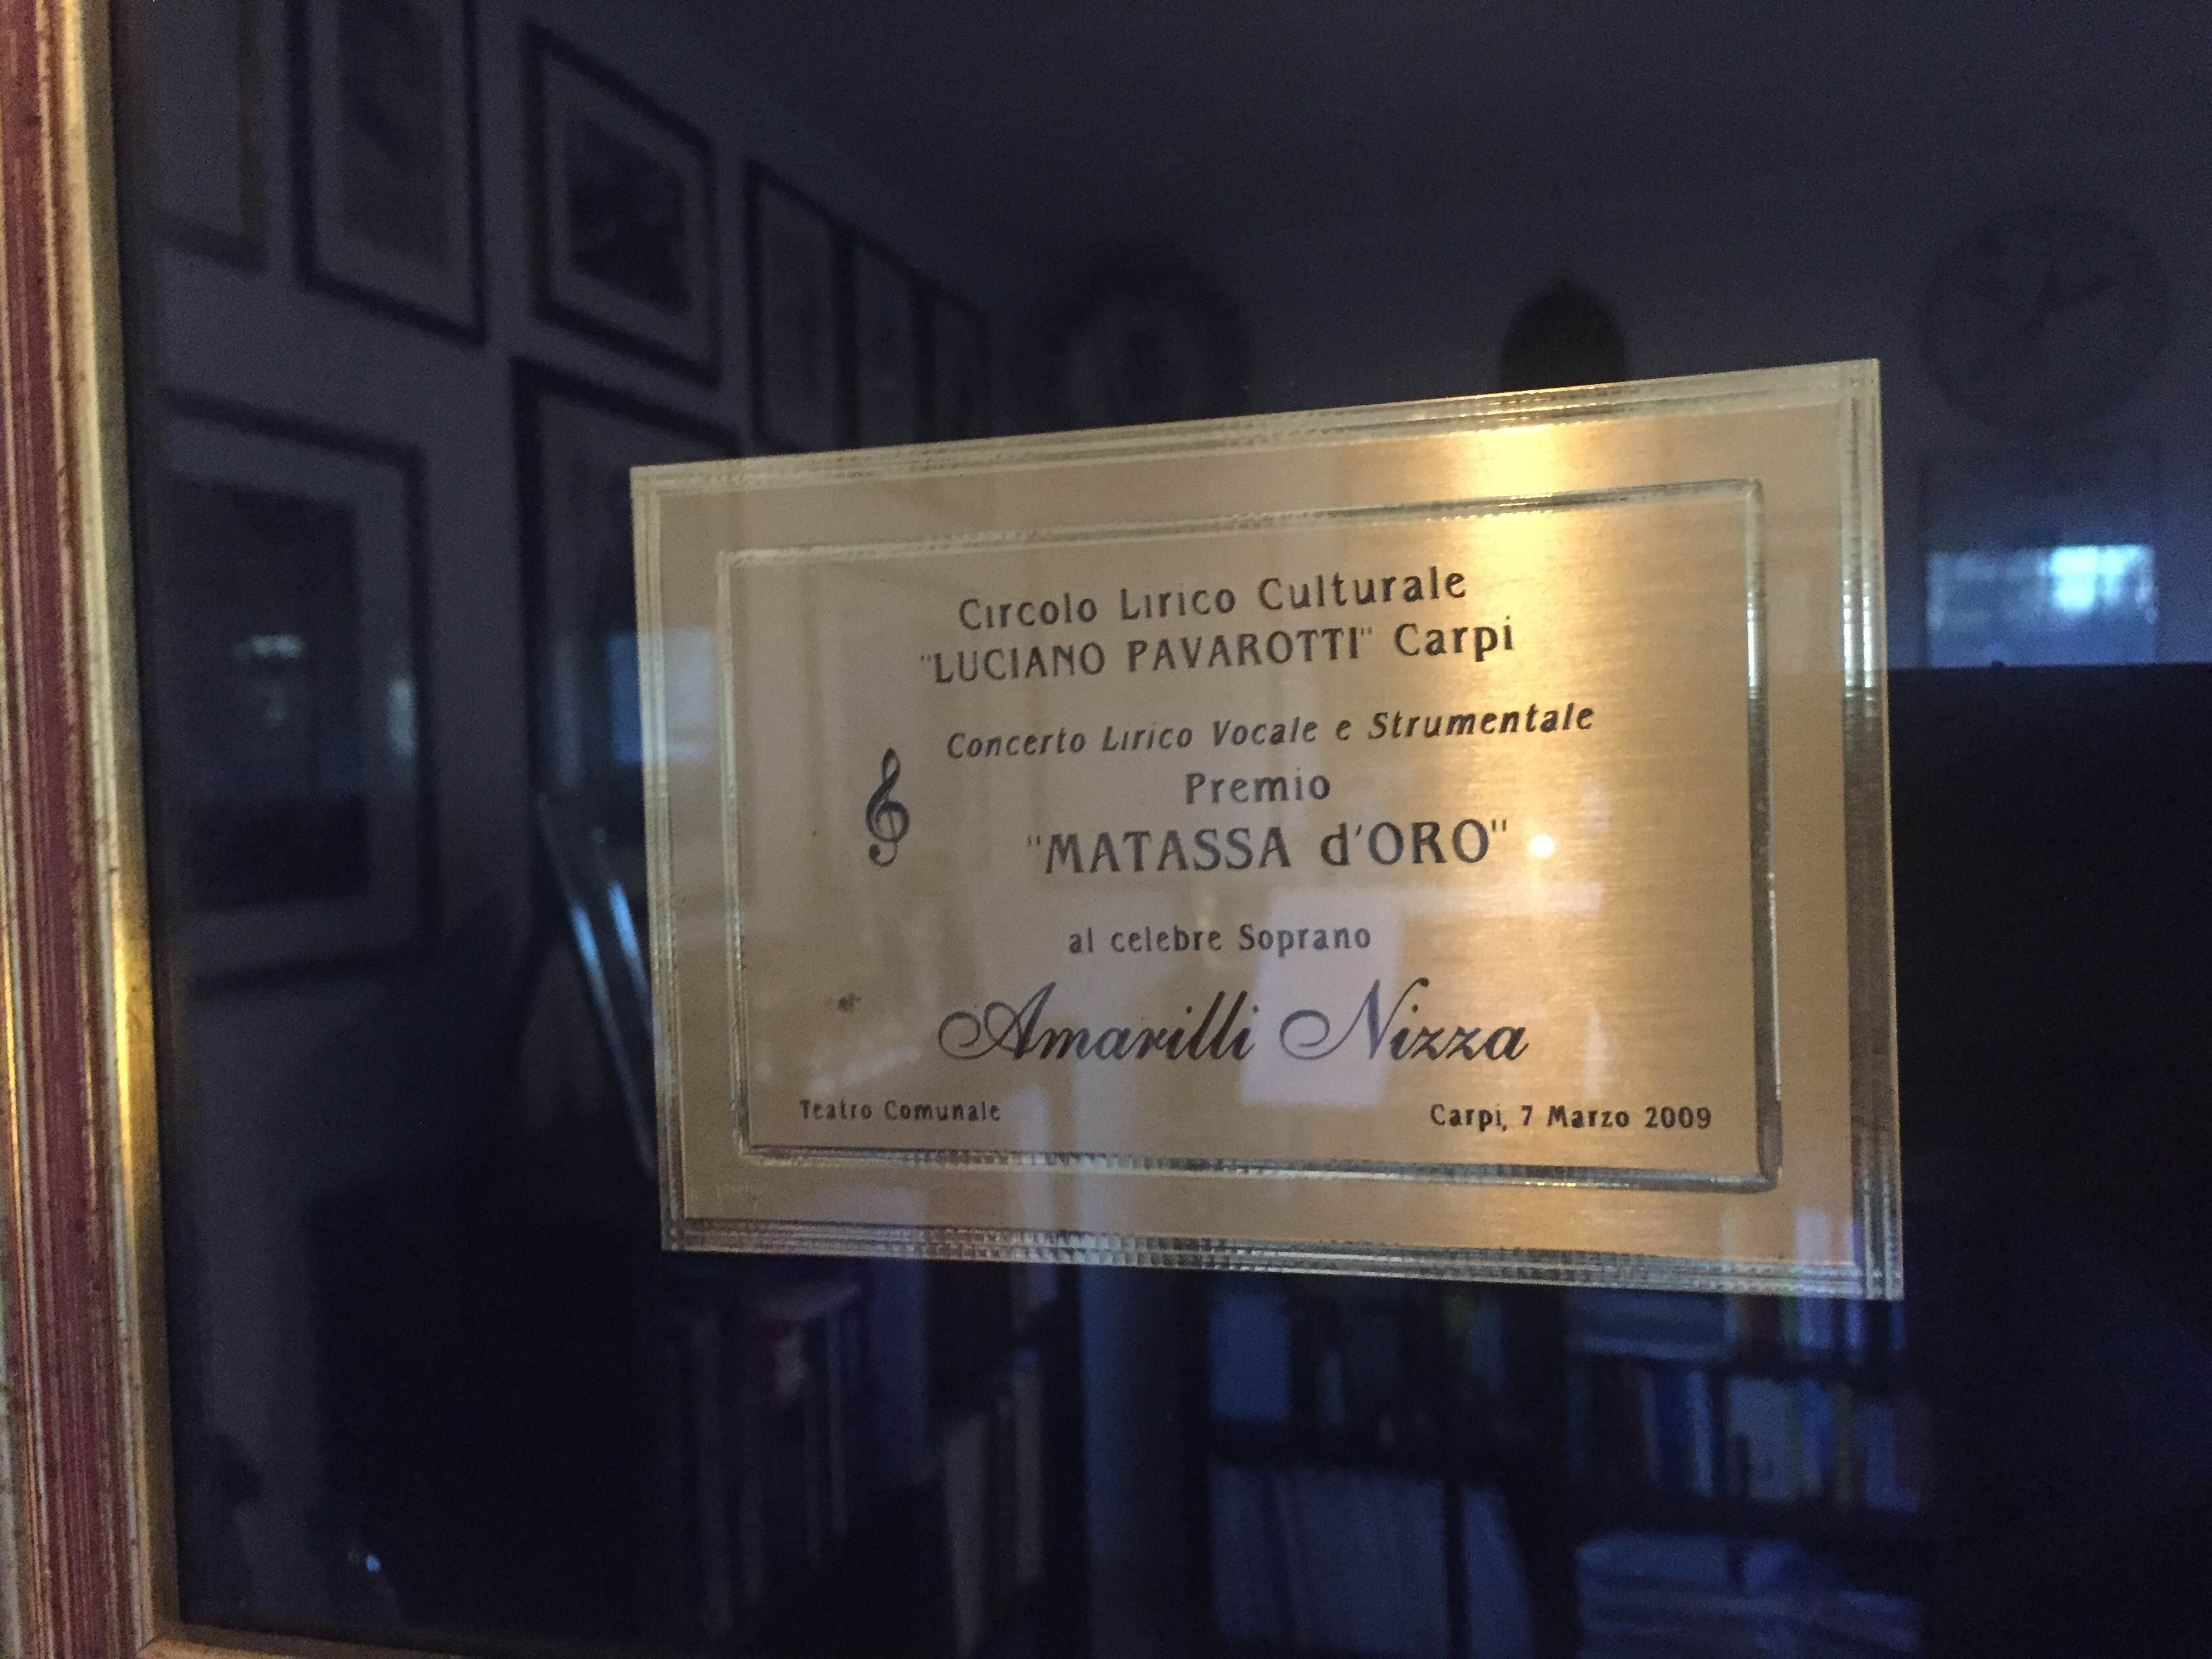 Circolo Lirico Culturale
"LUCIANO PAVAROTTI" Carpi
Concerto Lirico Vocale e Strumentale
Premio
"MATASSA d'ORO"
al celebre Soprano
Amarilli Nizza
Teatro Comunale
Carpi, 7 Marzo 2009